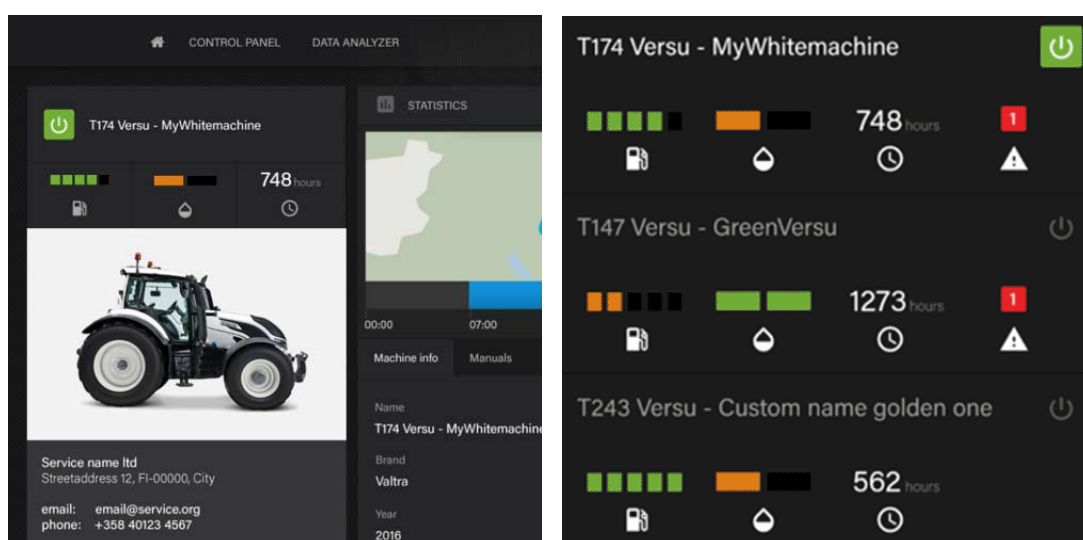 CONTROL PANEL DATA ANALYZER
T174 Versu - MyWhitemachine
748 hours
Service name ltd
Streetaddress 12, FI-00000, City
email: email@service.org
phone: +358 40123 4567
STATISTICS
00:00 07:00
Machine info Manuals
Name
T174 Versu - MyWhitemachine
Brand
Valtra
Year
2016
T174 Versu - MyWhitemachine
748 hours 1
T147 Versu - GreenVersu
1273 hours 1
T243 Versu - Custom name golden one
562 hours